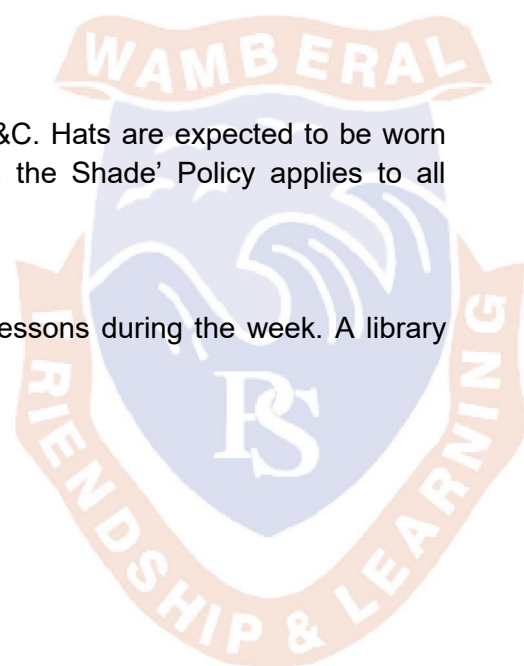 WAMBERAL
&C. Hats are expected to be worn
the Shade’ Policy applies to all
essons during the week. A library
PS
FRIENDSHIP & LEARNING